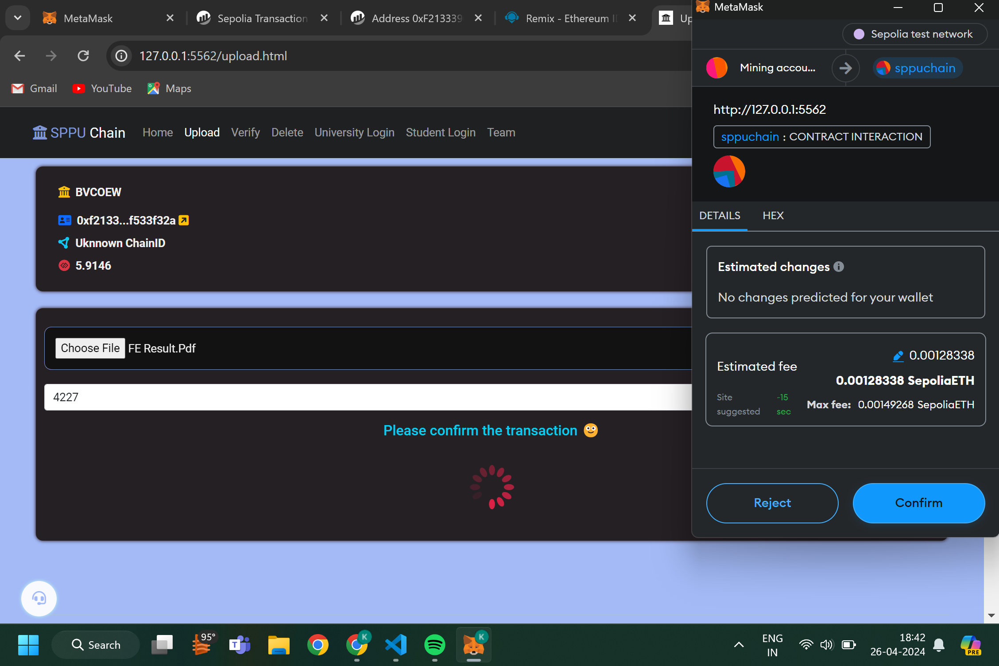 MetaMask
Sepolia Transaction
Address 0xF213339
Remix - Ethereum I
Up
127.0.0.1:5562/upload.html
Gmail
YouTube
Maps
SPPU Chain
Home
Upload
Verify
Delete
University Login
Student Login
Team
BVCOEW
0xf2133...f533f32a
Uknnown ChainID
5.9146
Choose File FE Result.Pdf
4227
Please confirm the transaction
MetaMask
Sepolia test network
Mining accou...
sppuchain
http://127.0.0.1:5562
sppuchain : CONTRACT INTERACTION
DETAILS
HEX
Estimated changes
No changes predicted for your wallet
Estimated fee
0.00128338
0.00128338 SepoliaETH
Site suggested
~15 sec
Max fee: 0.00149268 SepoliaETH
Reject
Confirm
Search
95°
T
K
K
ENG
IN
18:42
26-04-2024
PRE